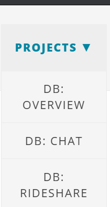 PROJECTS ▼
DB:
OVERVIEW
DB: CHAT
DB:
RIDESHARE